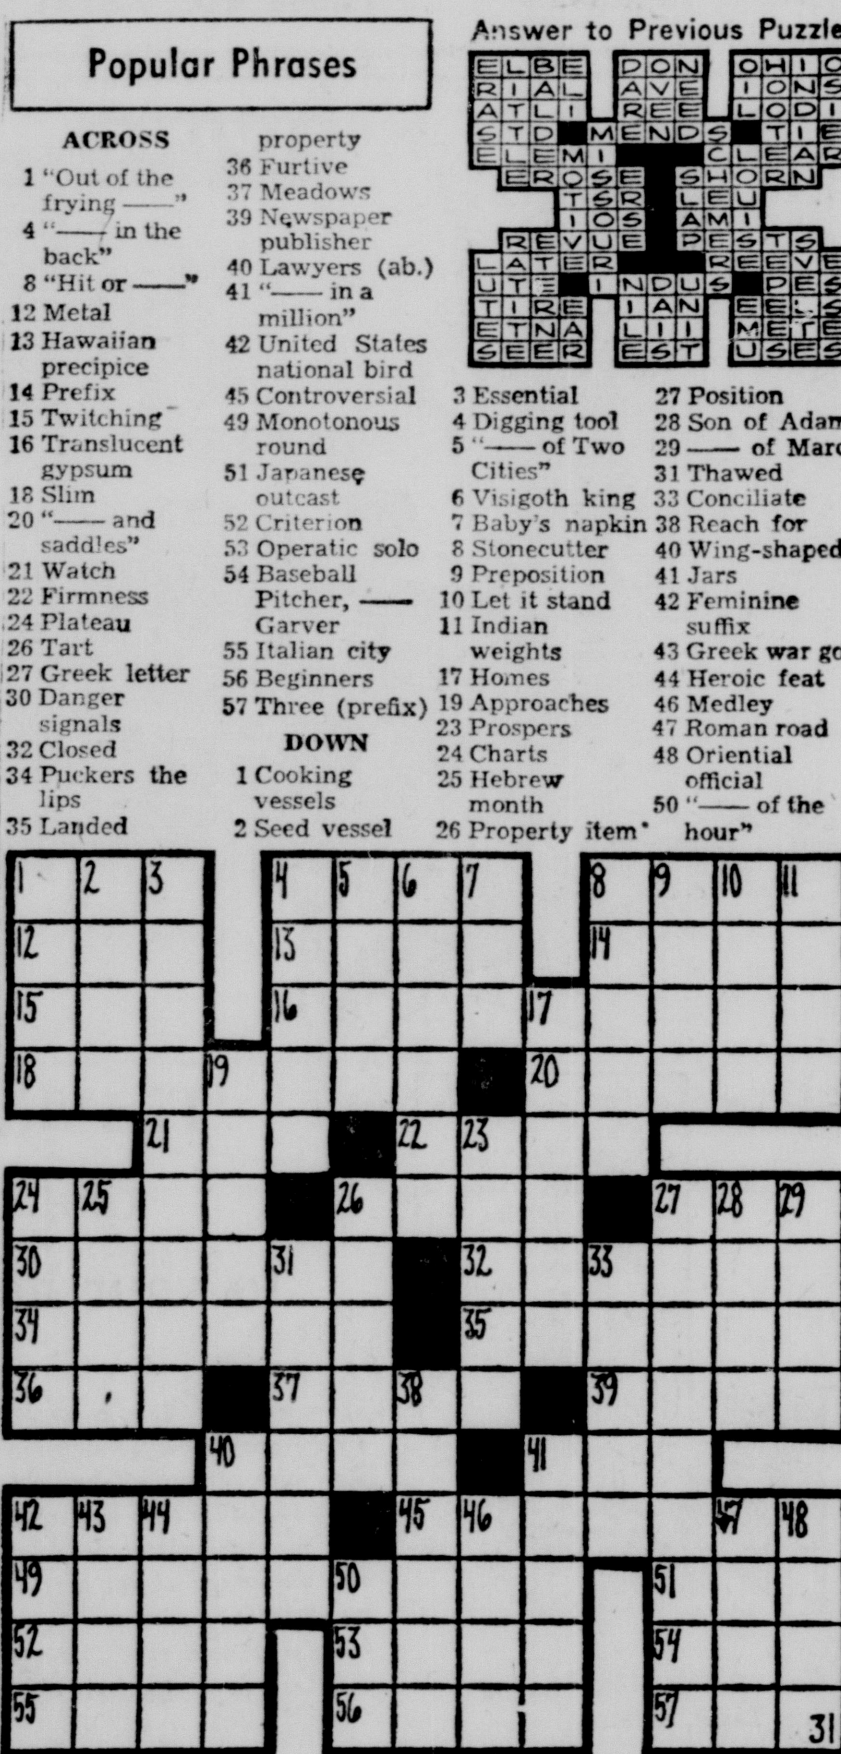 Popular Phrases
ACROSS
1 "Out of the
frying ——"
4 "—— in the
back"
8 "Hit or ——"
12 Metal
13 Hawaiian
precipice
14 Prefix
15 Twitching
16 Translucent
gypsum
18 Slim
20 "—— and
saddles"
21 Watch
22 Firmness
24 Plateau
26 Tart
27 Greek letter
30 Danger
signals
32 Closed
34 Puckers the
lips
35 Landed
property
36 Furtive
37 Meadows
39 Newspaper
publisher
40 Lawyers (ab.)
41 "—— in a
million"
42 United States
national bird
45 Controversial
49 Monotonous
round
51 Japanese
outcast
52 Criterion
53 Operatic solo
54 Baseball
Pitcher, ——
Garver
55 Italian city
56 Beginners
57 Three (prefix)
DOWN
1 Cooking
vessels
2 Seed vessel
Answer to Previous Puzzle
ELBE DON OHIO
RIAL AVE IONS
ATLI REE LODI
STD MENDS TIE
ELEMI CLEAR
EROSE SHORN
TSR LEU
IOS AMI
REVUE PESTS
LATER REEVE
UTE INDUS PES
TIRE IAN EELS
ETNA LII METE
SEER EST USES
3 Essential
4 Digging tool
5 "—— of Two
Cities"
6 Visigoth king
7 Baby's napkin
8 Stonecutter
9 Preposition
10 Let it stand
11 Indian
weights
17 Homes
19 Approaches
23 Prospers
24 Charts
25 Hebrew
month
26 Property item
27 Position
28 Son of Adam
29 —— of Marc
31 Thawed
33 Conciliate
38 Reach for
40 Wing-shaped
41 Jars
42 Feminine
suffix
43 Greek war go
44 Heroic feat
46 Medley
47 Roman road
48 Oriential
official
50 "—— of the
hour"
1 2 3 4 5 6 7 8 9 10 11
12 13 14
15 16 17
18 19 20
21 22 23
24 25 26 27 28 29
30 31 32 33
34 35
36 37 38 39
40 41
42 43 44 45 46 47 48
49 50 51
52 53 54
55 56 57 31